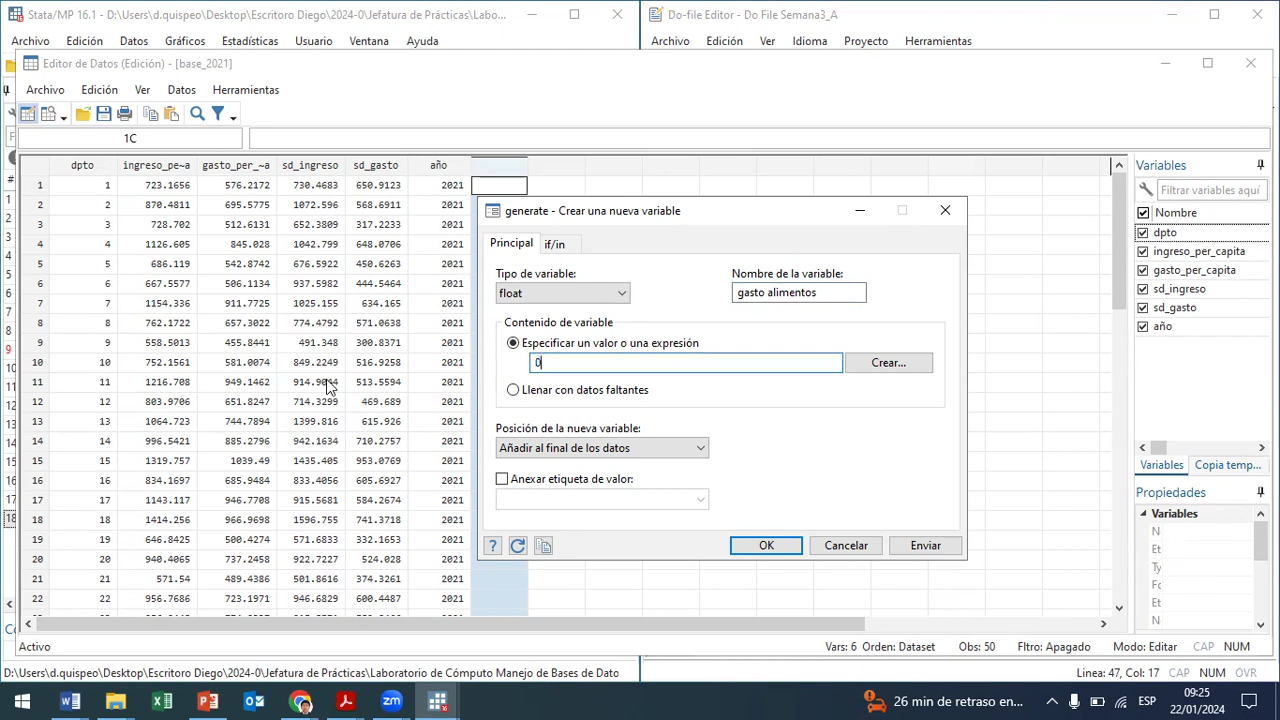 Stata/MP 16.1 - D:\Users\d.quispeo\Desktop\Escritoro Diego\2024-0\Jefatura de Prácticas\Labo...
Do-file Editor - Do File Semana3_A
Archivo Edición Datos Gráficos Estadísticas Usuario Ventana Ayuda
Archivo Edición Ver Idioma Proyecto Herramientas
Editor de Datos (Edición) - [base_2021]
Archivo Edición Ver Datos Herramientas
1C
dpto ingreso_pe~a gasto_per_~a sd_ingreso sd_gasto año
1 1 723.1656 576.2172 730.4683 650.9123 2021
2 2 870.4811 695.5775 1072.596 568.6911 2021
3 3 728.702 512.6131 652.3809 317.2233 2021
4 4 1126.605 845.028 1042.799 648.0706 2021
5 5 686.119 542.8742 676.5922 450.6263 2021
6 6 667.5577 506.1134 937.5982 444.5464 2021
7 7 1154.336 911.7725 1025.155 634.165 2021
8 8 762.1722 657.3022 774.4792 571.0638 2021
9 9 558.5013 455.8441 491.348 300.8371 2021
10 10 752.1561 581.0074 849.2249 516.9258 2021
11 11 1216.708 949.1462 513.5594 2021
12 12 803.9706 651.8247 714.3299 469.689 2021
13 13 1064.723 744.7894 1399.816 615.926 2021
14 14 996.5421 885.2796 942.1634 710.2757 2021
15 15 1319.757 1039.49 1435.405 953.0769 2021
16 16 834.1697 685.9484 833.4056 605.6927 2021
17 17 1143.117 946.7708 915.5681 584.2674 2021
18 18 1414.256 966.9698 1596.755 741.3718 2021
19 19 646.8425 500.4274 571.6833 332.1653 2021
20 20 940.4065 737.2458 922.7227 524.028 2021
21 21 571.54 489.4386 501.8616 374.3261 2021
22 22 956.7686 723.1971 946.6829 600.4487 2021
generate - Crear una nueva variable
Principal if/in
Tipo de variable: Nombre de la variable:
float gasto alimentos
Contenido de variable
Especificar un valor o una expresión
0 Crear...
Llenar con datos faltantes
Posición de la nueva variable:
Añadir al final de los datos
Anexar etiqueta de valor:
OK Cancelar Enviar
Variables
Filtrar variables aquí
Nombre
dpto
ingreso_per_capita
gasto_per_capita
sd_ingreso
sd_gasto
año
Variables Copia temp...
Propiedades
Variables
N
Et
Ty
Fo
Et
N
Activo Vars: 6 Orden: Dataset Obs: 50 Fltro: Apagado Modo: Editar CAP NUM
D:\Users\d.quispeo\Desktop\Escritoro Diego\2024-0\Jefatura de Prácticas\Laboratorio de Cómputo Manejo de Bases de Dato
Linea: 47, Col: 17 CAP NUM OVR
26 min de retraso en... ESP 09:25
22/01/2024